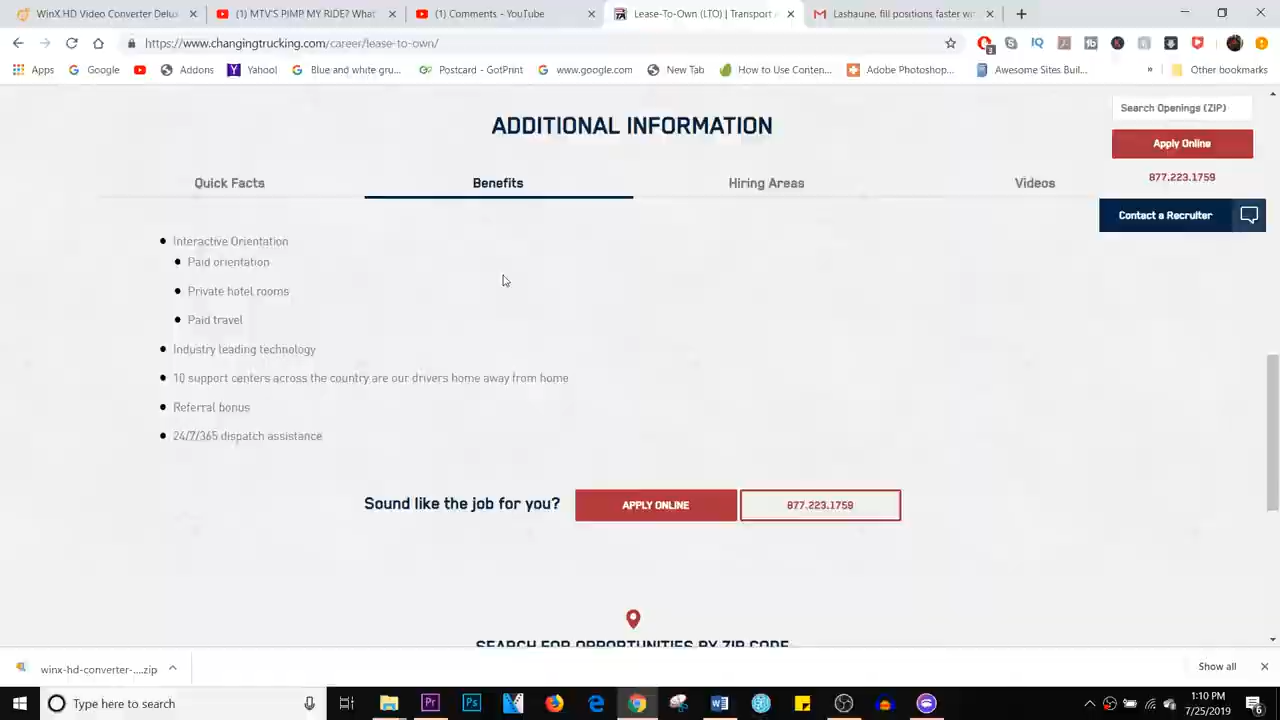 WinX HD Video Converter Delux
(1) MTV'S PIMP MY RIDE? What
(1) Comments - YouTube
Lease-To-Own (LTO) | Transport A
Lashaune, fill positions faster wit
https://www.changingtrucking.com/career/lease-to-own/
Apps
Google
Addons
Yahoo!
Blue and white gru...
Postcard - GotPrint
www.google.com
New Tab
How to Use Conten...
Adobe Photoshop...
Awesome Sites Buil...
»
Other bookmarks
ADDITIONAL INFORMATION
Search Openings (ZIP)
Apply Online
877.223.1759
Contact a Recruiter
Quick Facts
Benefits
Hiring Areas
Videos
Interactive Orientation
Paid orientation
Private hotel rooms
Paid travel
Industry leading technology
10 support centers across the country are our drivers home away from home
Referral bonus
24/7/365 dispatch assistance
Sound like the job for you?
APPLY ONLINE
877.223.1759
SEARCH FOR OPPORTUNITIES BY ZIP CODE
winx-hd-converter-....zip
Show all
Type here to search
1:10 PM
7/25/2019